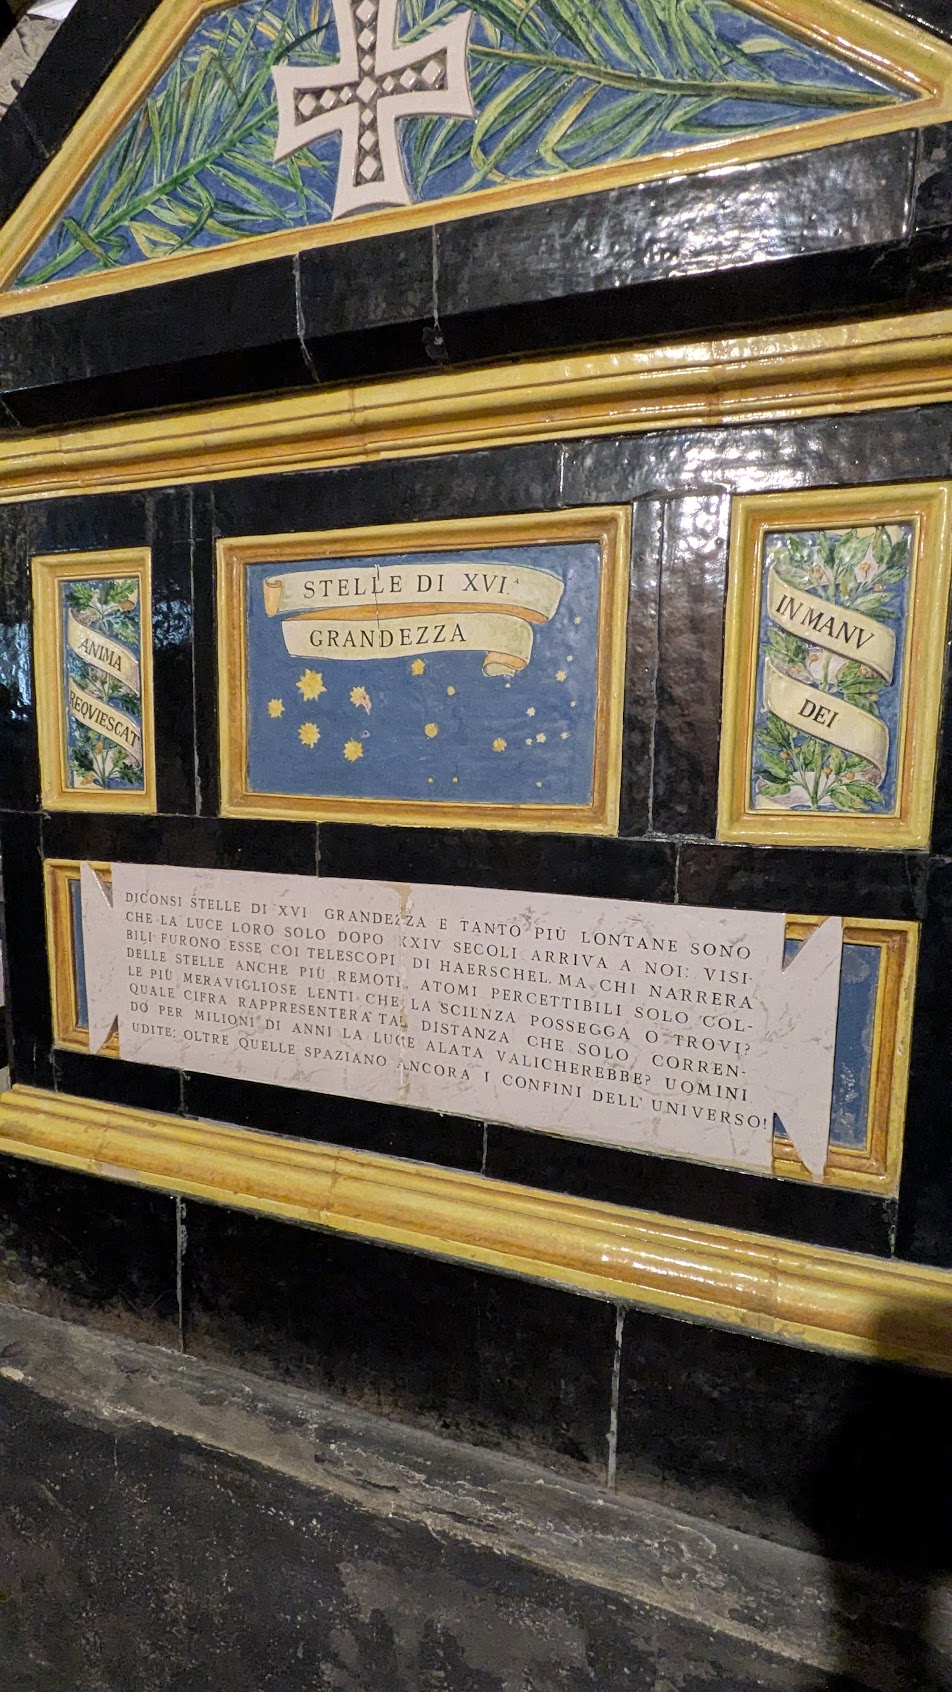 STELLE DI XVI.A
GRANDEZZA
ANIMA
REQVIESCAT
IN MANV
DEI
DICONSI STELLE DI XVI GRANDEZZA E TANTO PIÙ LONTANE SONO
CHE LA LUCE LORO SOLO DOPO XXIV SECOLI ARRIVA A NOI: VISI-
BILI FURONO ESSE COI TELESCOPI DI HAERSCHEL. MA CHI NARRERA
DELLE STELLE ANCHE PIÙ REMOTI, ATOMI PERCETTIBILI SOLO COL-
LE PIÙ MERAVIGLIOSE LENTI CHE LA SCIENZA POSSEGGA O TROVI?
QUALE CIFRA RAPPRESENTERA TAL DISTANZA CHE SOLO CORREN-
DO PER MILIONI DI ANNI LA LUCE ALATA VALICHEREBBE? UOMINI
UDITE: OLTRE QUELLE SPAZIANO ANCORA I CONFINI DELL' UNIVERSO!